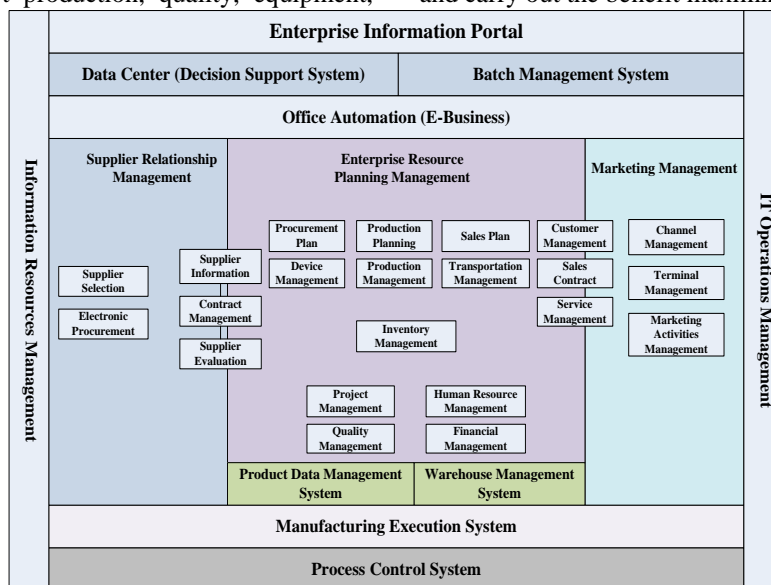 t production, quality, equipment,
and carry out the benefit maximi
Enterprise Information Portal
Data Center (Decision Support System)
Batch Management System
Office Automation (E-Business)
Information Resources Management
IT Operations Management
Supplier Relationship
Management
Enterprise Resource
Planning Management
Marketing Management
Procurement
Plan
Production
Planning
Sales Plan
Customer
Management
Channel
Management
Supplier
Information
Device
Management
Production
Management
Transportation
Management
Sales
Contract
Supplier
Selection
Terminal
Management
Contract
Management
Service
Management
Electronic
Procurement
Inventory
Management
Marketing
Activities
Management
Supplier
Evaluation
Project
Management
Human Resource
Management
Quality
Management
Financial
Management
Product Data Management
System
Warehouse Management
System
Manufacturing Execution System
Process Control System